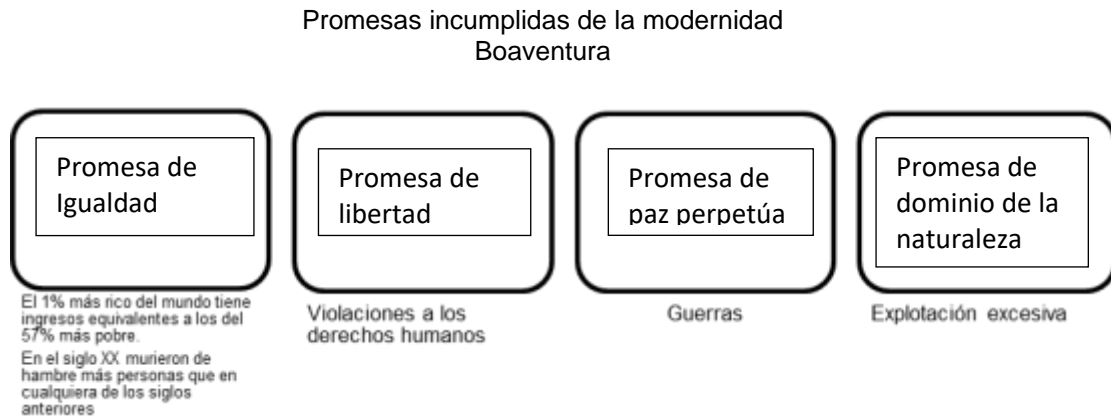 Promesas incumplidas de la modernidad
Boaventura
Promesa de
Igualdad
El 1% más rico del mundo tiene
ingresos equivalentes a los del
57% más pobre.
En el siglo XX murieron de
hambre más personas que en
cualquiera de los siglos
anteriores
Promesa de
libertad
Violaciones a los
derechos humanos
Promesa de
paz perpetúa
Guerras
Promesa de
dominio de la
naturaleza
Explotación excesiva